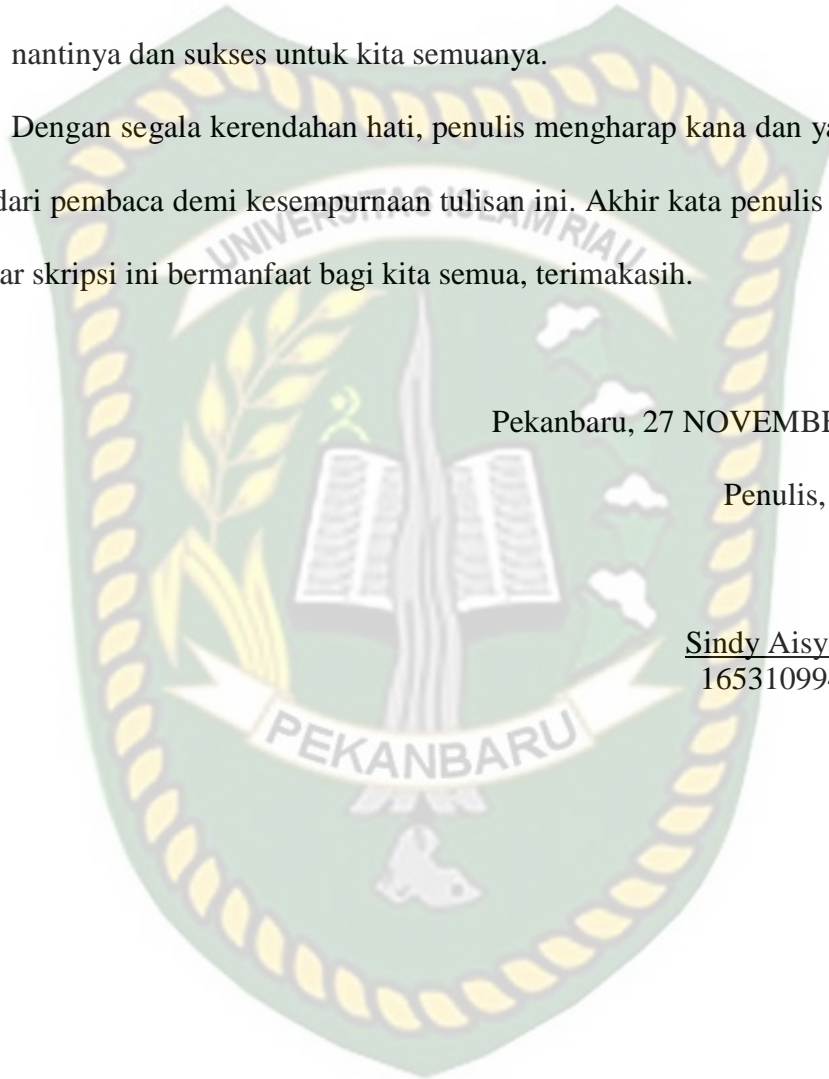 nantinya dan sukses untuk kita semuanya.
Dengan segala kerendahan hati, penulis mengharap kana dan ya
dari pembaca demi kesempurnaan tulisan ini. Akhir kata penulis
ar skripsi ini bermanfaat bagi kita semua, terimakasih.
UNIVERSITAS ISLAM RIAU
Pekanbaru, 27 NOVEMBE
Penulis,
Sindy Aisy
16531099
PEKANBARU